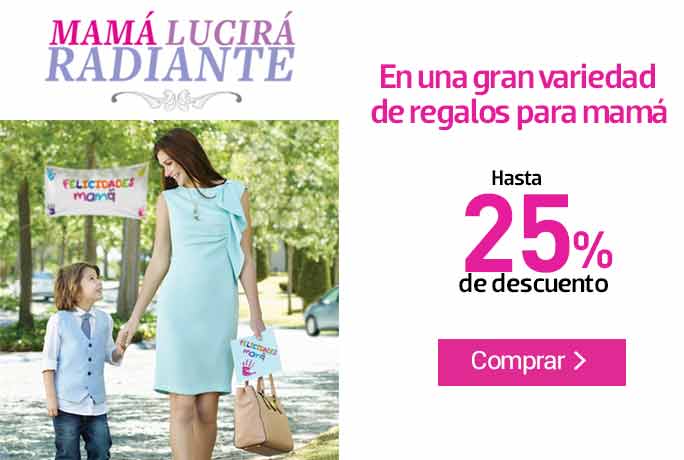 MAMÁ LUCIRÁ
RADIANTE
En una gran variedad
de regalos para mamá
Hasta
25%
de descuento
Comprar >
FELICIDADES
mamá
FELICIDADES
mamá